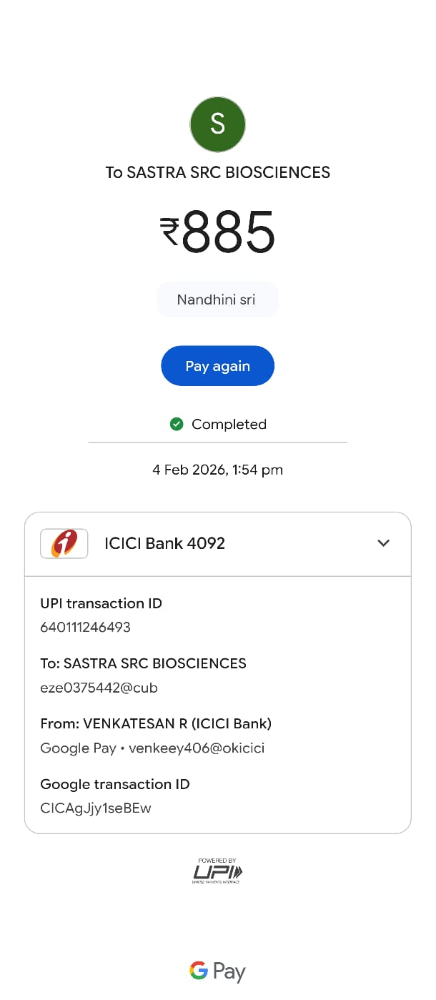 S
To SASTRA SRC BIOSCIENCES
₹885
Nandhini sri
Pay again
Completed
4 Feb 2026, 1:54 pm
ICICI Bank 4092
UPI transaction ID
640111246493
To: SASTRA SRC BIOSCIENCES
eze0375442@cub
From: VENKATESAN R (ICICI Bank)
Google Pay • venkeey406@okicici
Google transaction ID
CICAgJjy1seBEw
POWERED BY
UPI
UNIFIED PAYMENTS INTERFACE
G Pay